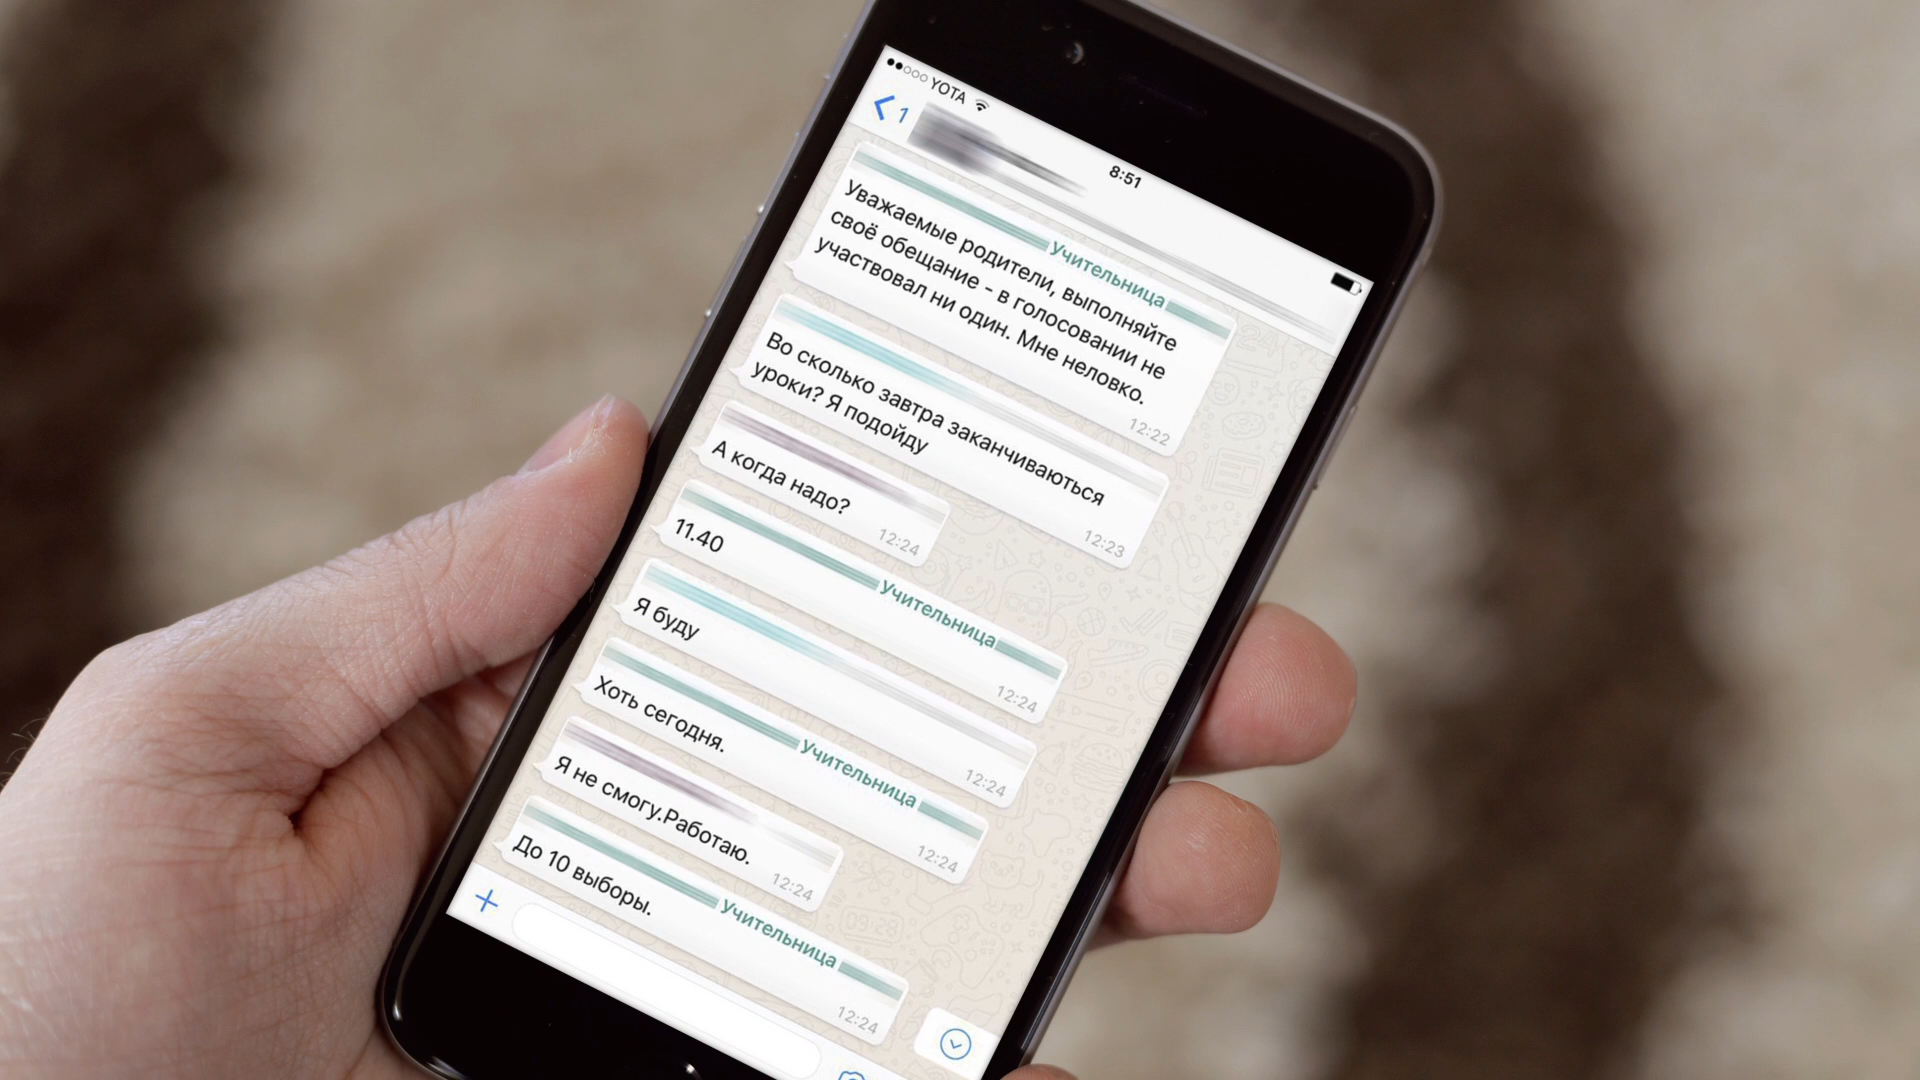 YOTA
8:51
1
Учительница
Уважаемые родители, выполняйте
своё обещание - в голосовании не
участвовал ни один. Мне неловко.
12:22
Во сколько завтра заканчиваються
уроки? Я подойду
12:23
А когда надо?
12:24
Учительница
11.40
12:24
Я буду
12:24
Учительница
Хоть сегодня.
12:24
Я не смогу.Работаю.
12:24
Учительница
До 10 выборы.
12:24